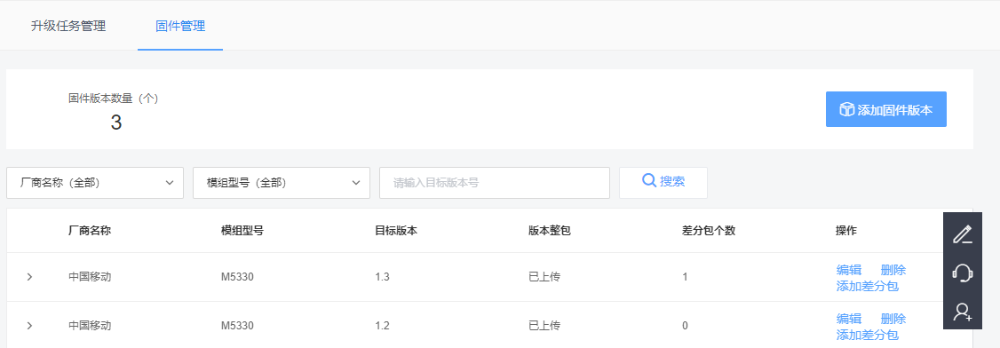 升级任务管理 固件管理
固件版本数量（个）
3
添加固件版本
厂商名称（全部） 模组型号（全部） 请输入目标版本号 搜索
厂商名称 模组型号 目标版本 版本整包 差分包个数 操作
中国移动 M5330 1.3 已上传 1 编辑 删除
添加差分包
中国移动 M5330 1.2 已上传 0 编辑 删除
添加差分包